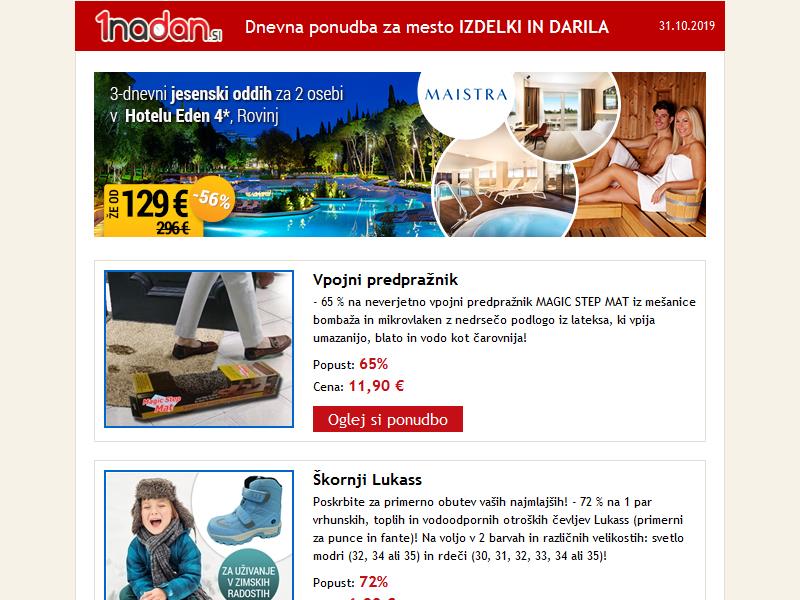 1nadan.si
Dnevna ponudba za mesto IZDELKI IN DARILA
31.10.2019
3-dnevni jesenski oddih za 2 osebi
v Hotelu Eden 4*, Rovinj
MAISTRA
ŽE OD
129 €
-56%
296 €
Vpojni predpražnik
- 65 % na neverjetno vpojni predpražnik MAGIC STEP MAT iz mešanice
bombaža in mikrovlaken z nedrsečo podlogo iz lateksa, ki vpija
umazanijo, blato in vodo kot čarovnija!
Popust: 65%
Cena: 11,90 €
Oglej si ponudbo
Magic Step
Mat
Škornji Lukass
Poskrbite za primerno obutev vaših najmlajših! - 72 % na 1 par
vrhunskih, toplih in vodoodpornih otroških čevljev Lukass (primerni
za punce in fante)! Na voljo v 2 barvah in različnih velikostih: svetlo
modri (32, 34 ali 35) in rdeči (30, 31, 32, 33, 34 ali 35)!
Popust: 72%
ZA UŽIVANJE
V ZIMSKIH
RADOSTIH